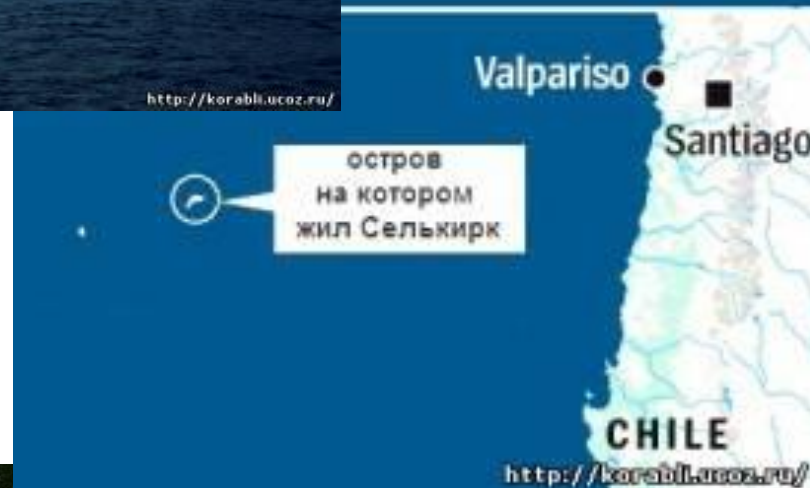 http://korabli.ucoz.ru/
Valpariso
Santiago
остров
на котором
жил Селькирк
CHILE
http://korabli.ucoz.ru/